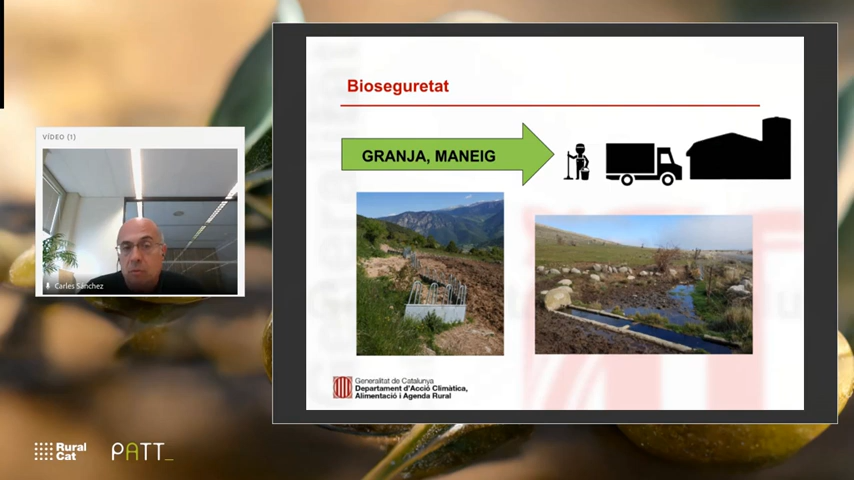 VÍDEO (1)
Carles Sánchez
Bioseguretat
GRANJA, MANEIG
Generalitat de Catalunya
Departament d'Acció Climàtica,
Alimentació i Agenda Rural
Rural
Cat
PATT_